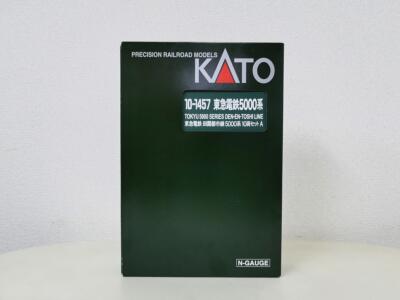 PRECISION RAILROAD MODELS
KATO
10-1457 東急電鉄5000系
TOKYU 5000 SERIES DEN-EN-TOSHI LINE
東急電鉄 田園都市線 5000系 10両セット A
N-GAUGE